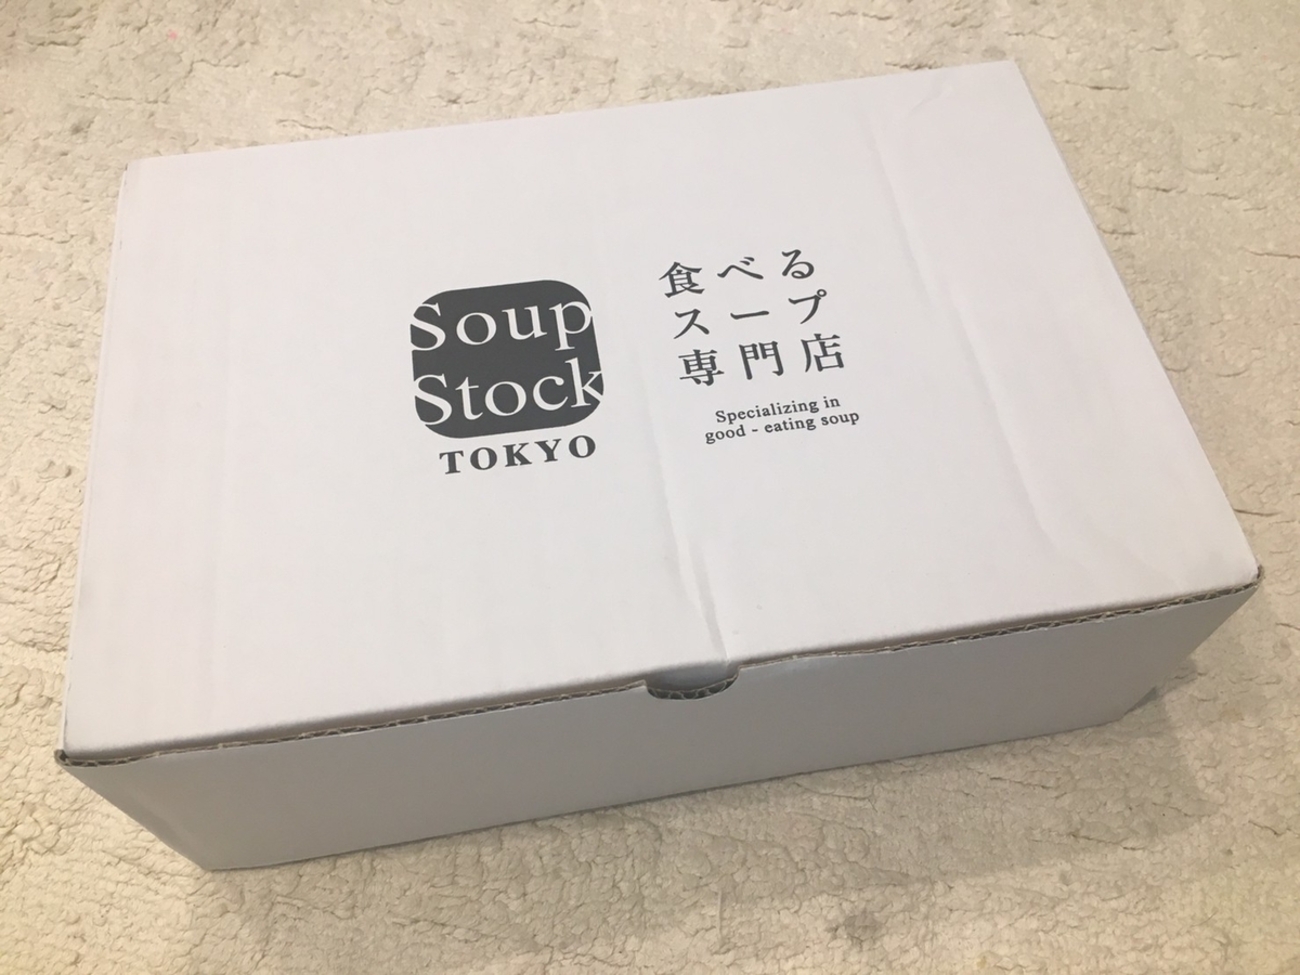 Soup
Stock
TOKYO
食べる
スープ
専門店
Specializing in
good - eating soup